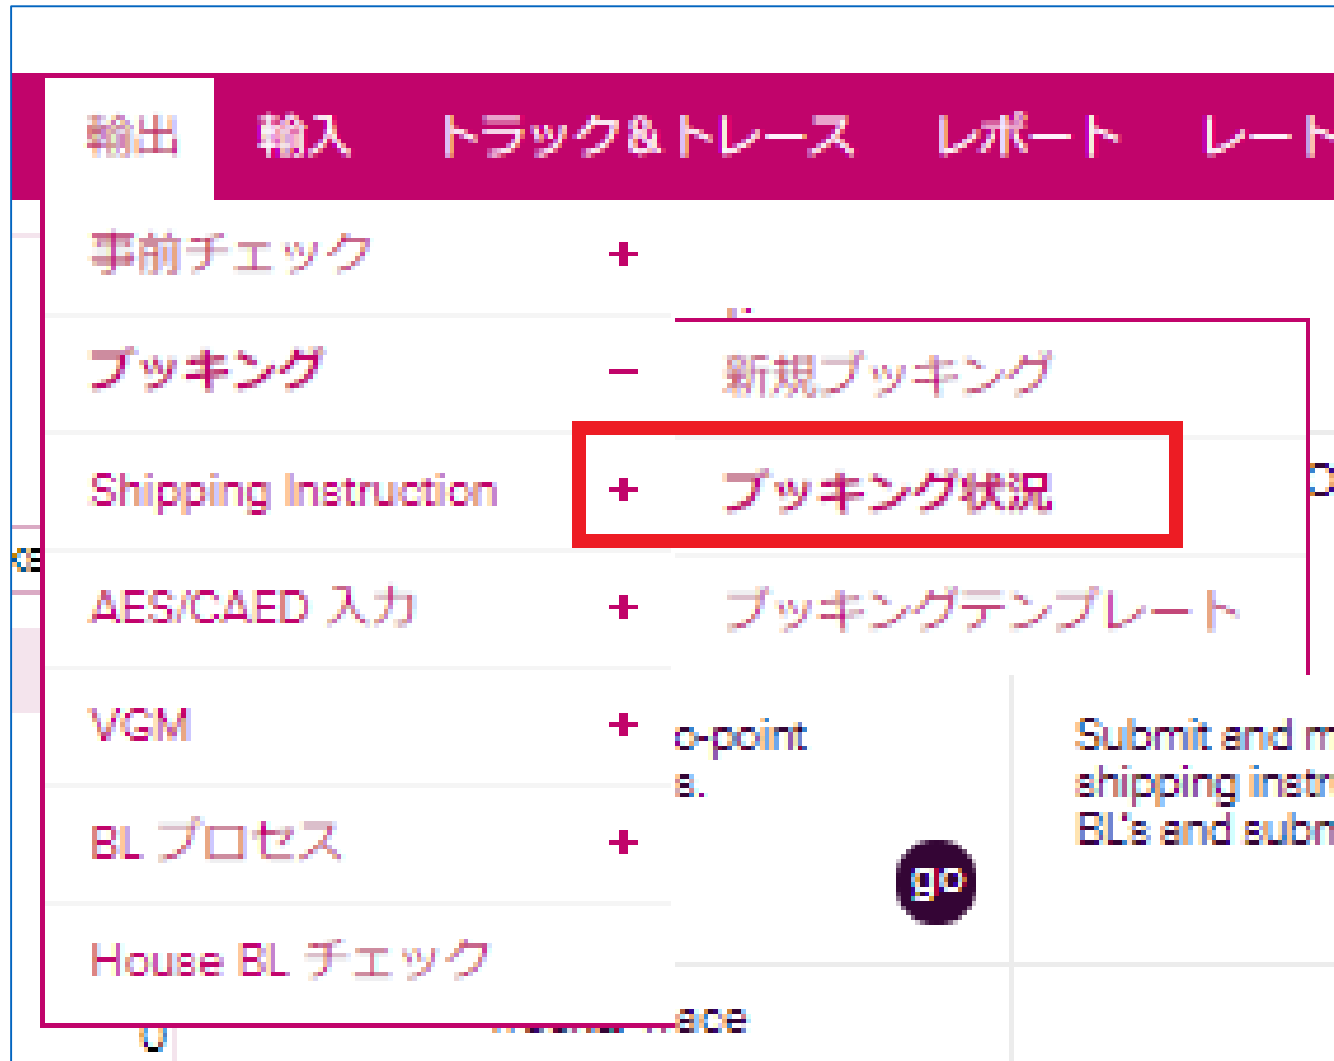 輸出 輸入 トラック&トレース レポート レート
事前チェック +
ブッキング −
新規ブッキング
Shipping Instruction +
ブッキング状況
AES/CAED 入力 +
ブッキングテンプレート
VGM +
BL プロセス +
House BL チェック
o-point
s.
go
Submit and m
shipping instr
BL's and subm